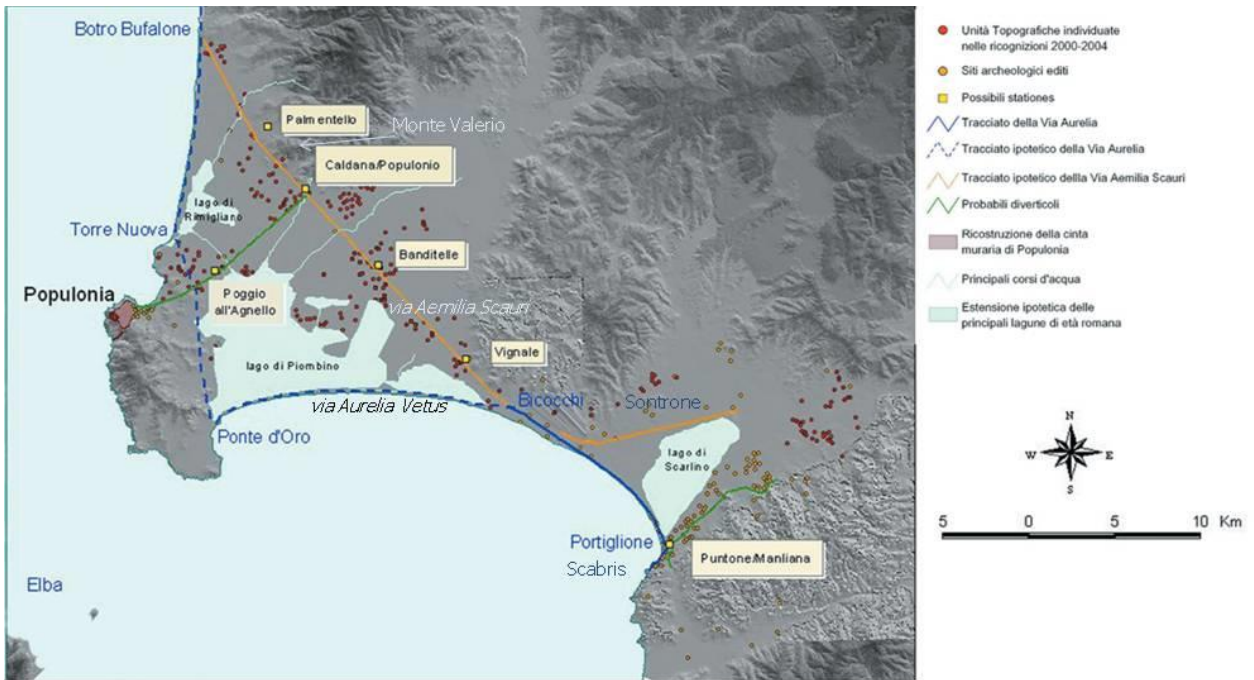 Botro Bufalone
Palmentello
Monte Valerio
Caldana/Populonio
lago di
Rimigliano
Torre Nuova
Banditelle
Populonia
Poggio
all'Agnello
via Aemilia Scauri
Vignale
lago di Piombino
via Aurelia Vetus
Bicocchi
Sontrone
Ponte d'Oro
lago di
Scarlino
Portiglione
Scabris
Puntone/Manliana
Elba
Unità Topografiche individuate
nelle ricognizioni 2000-2004
Siti archeologici editi
Possibili stationes
Tracciato della Via Aurelia
Tracciato ipotetico della Via Aurelia
Tracciato ipotetico della Via Aemilia Scauri
Probabili diverticoli
Ricostruzione della cinta
muraria di Populonia
Principali corsi d'acqua
Estensione ipotetica delle
principali lagune di età romana
N
W E
S
5 0 5 10 Km